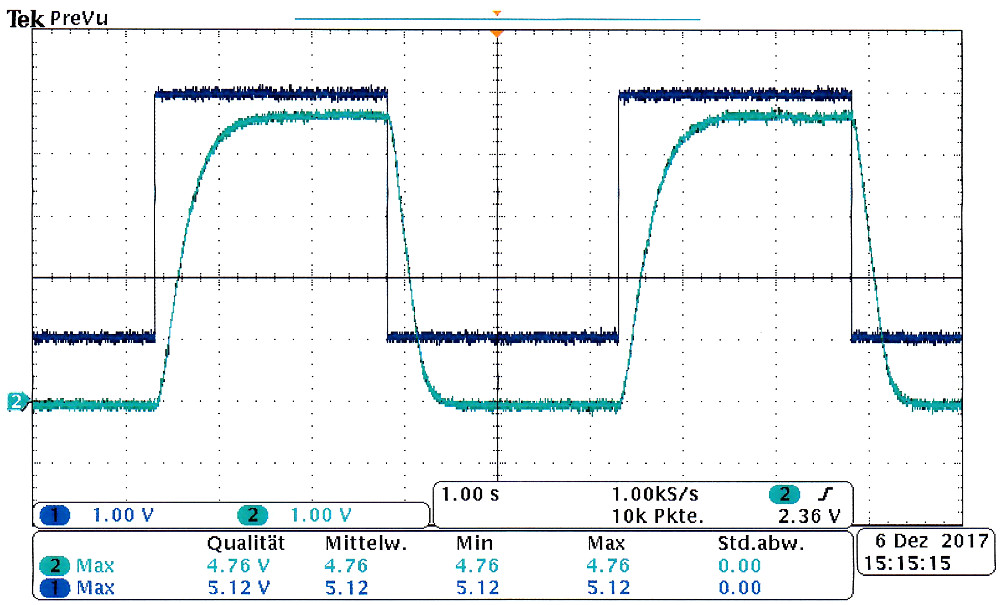 Tek PreVu
2
1 1.00 V 2 1.00 V
1.00 s 1.00kS/s 2
10k Pkte. 2.36 V
Qualität Mittelw. Min Max Std.abw.
2 Max 4.76 V 4.76 4.76 4.76 0.00
1 Max 5.12 V 5.12 5.12 5.12 0.00
6 Dez 2017
15:15:15